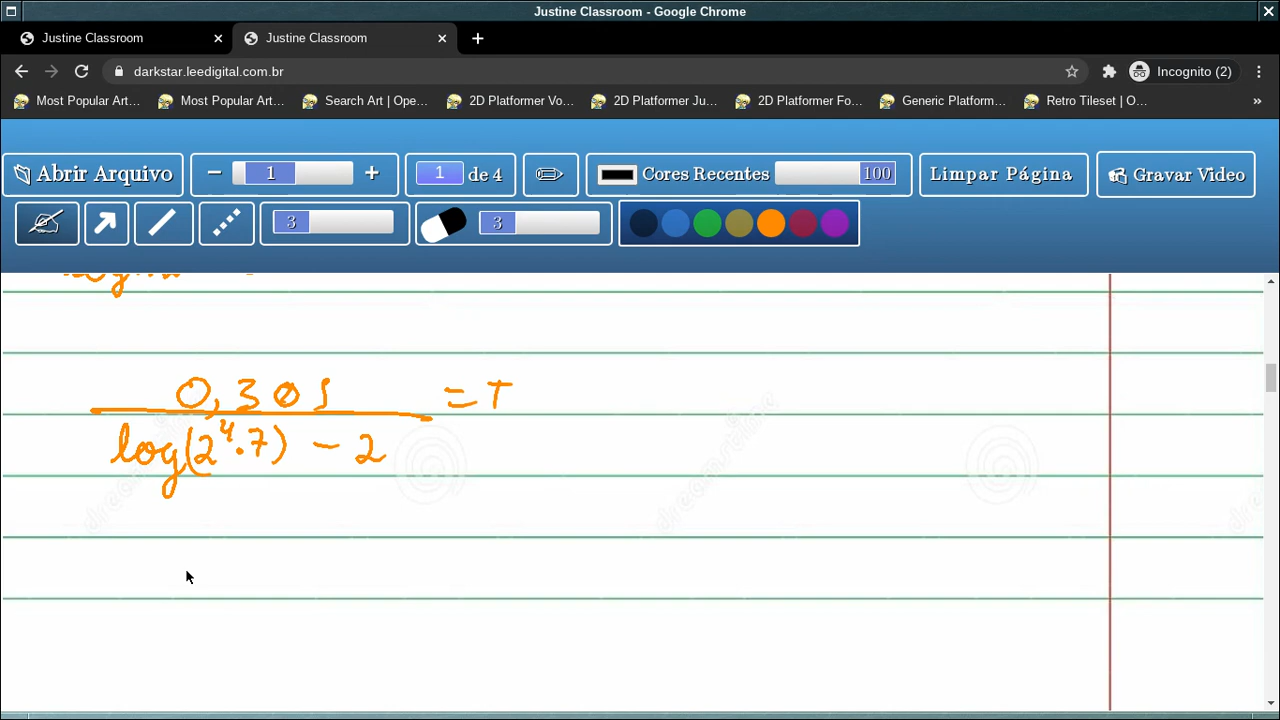 Justine Classroom - Google Chrome
Justine Classroom
Justine Classroom
darkstar.leedigital.com.br
Incognito (2)
Most Popular Art… Most Popular Art… Search Art | Ope… 2D Platformer Vo… 2D Platformer Ju… 2D Platformer Fo… Generic Platform… Retro Tileset | O… »
Abrir Arquivo − 1 + 1 de 4 Cores Recentes 100 Limpar Página Gravar Video
3 3
0,301 = T
log(2⁴.7) - 2